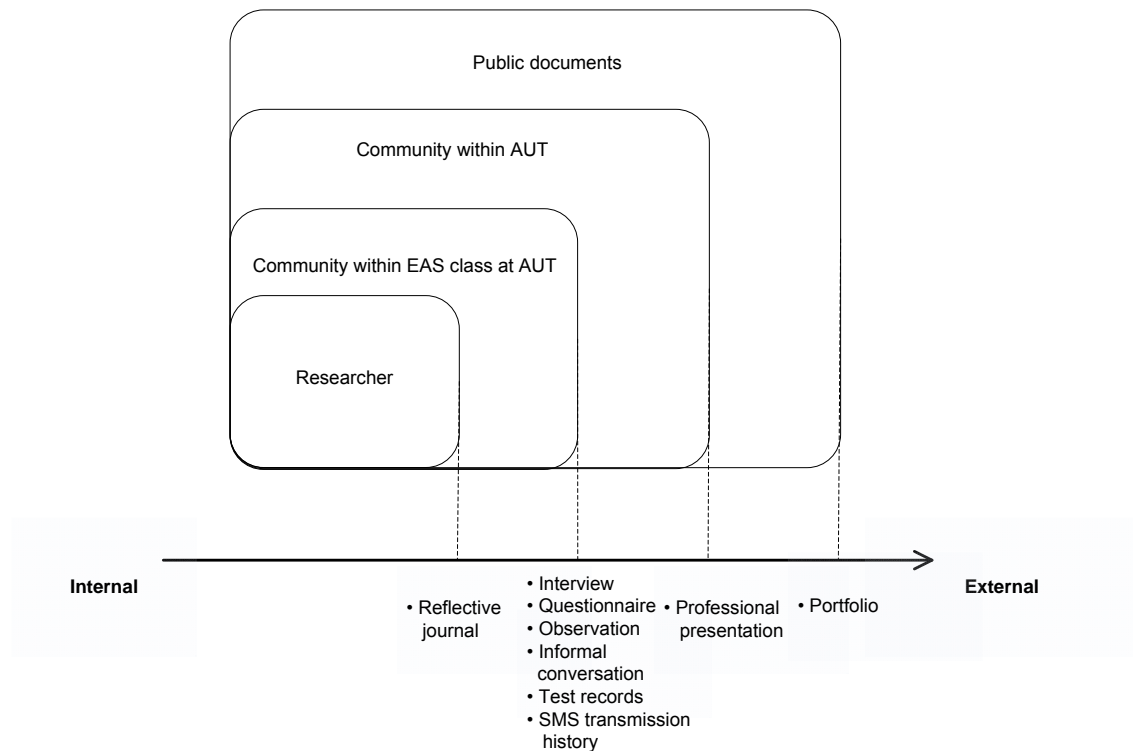 Public documents
Community within AUT
Community within EAS class at AUT
Researcher
Internal
External
• Reflective
journal
• Interview
• Questionnaire
• Observation
• Informal
conversation
• Test records
• SMS transmission
history
• Professional
presentation
• Portfolio